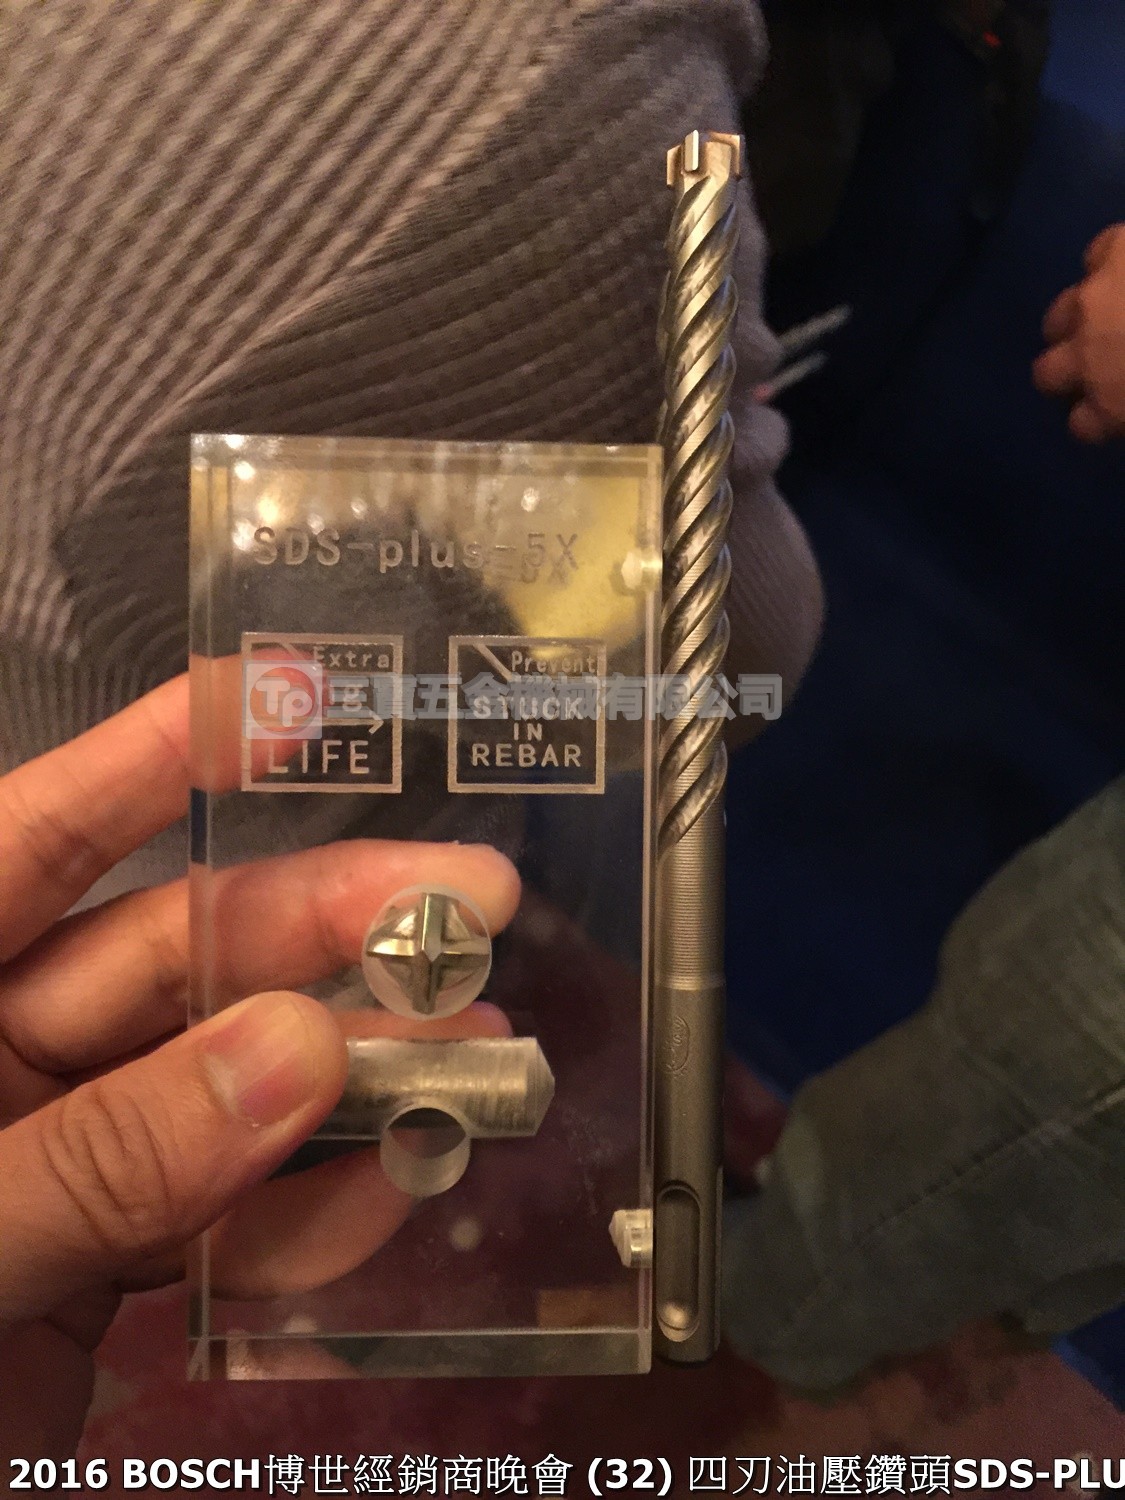 SDS-plus-5X
Extra
LIFE
Prevent
STUCK
IN
REBAR
Tp 三寶五金機械有限公司
2016 BOSCH博世經銷商晚會 (32) 四刃油壓鑽頭SDS-PLU